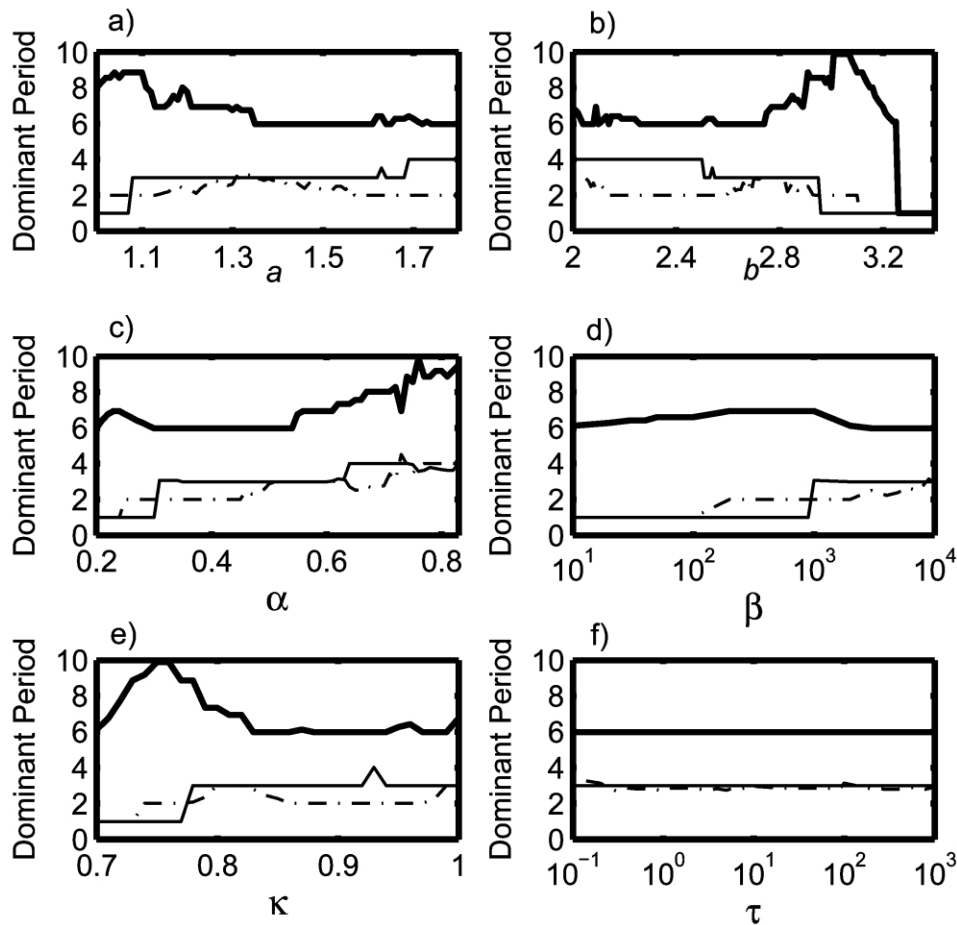 a)
b)
Dominant Period
10
8
6
4
2
0
1.1 1.3 1.5 1.7
a
Dominant Period
10
8
6
4
2
0
2 2.4 2.8 3.2
b
c)
d)
Dominant Period
10
8
6
4
2
0
0.2 0.4 0.6 0.8
α
Dominant Period
10
8
6
4
2
0
10¹ 10² 10³ 10⁴
β
e)
f)
Dominant Period
10
8
6
4
2
0
0.7 0.8 0.9 1
κ
Dominant Period
10
8
6
4
2
0
10⁻¹ 10⁰ 10¹ 10² 10³
τ